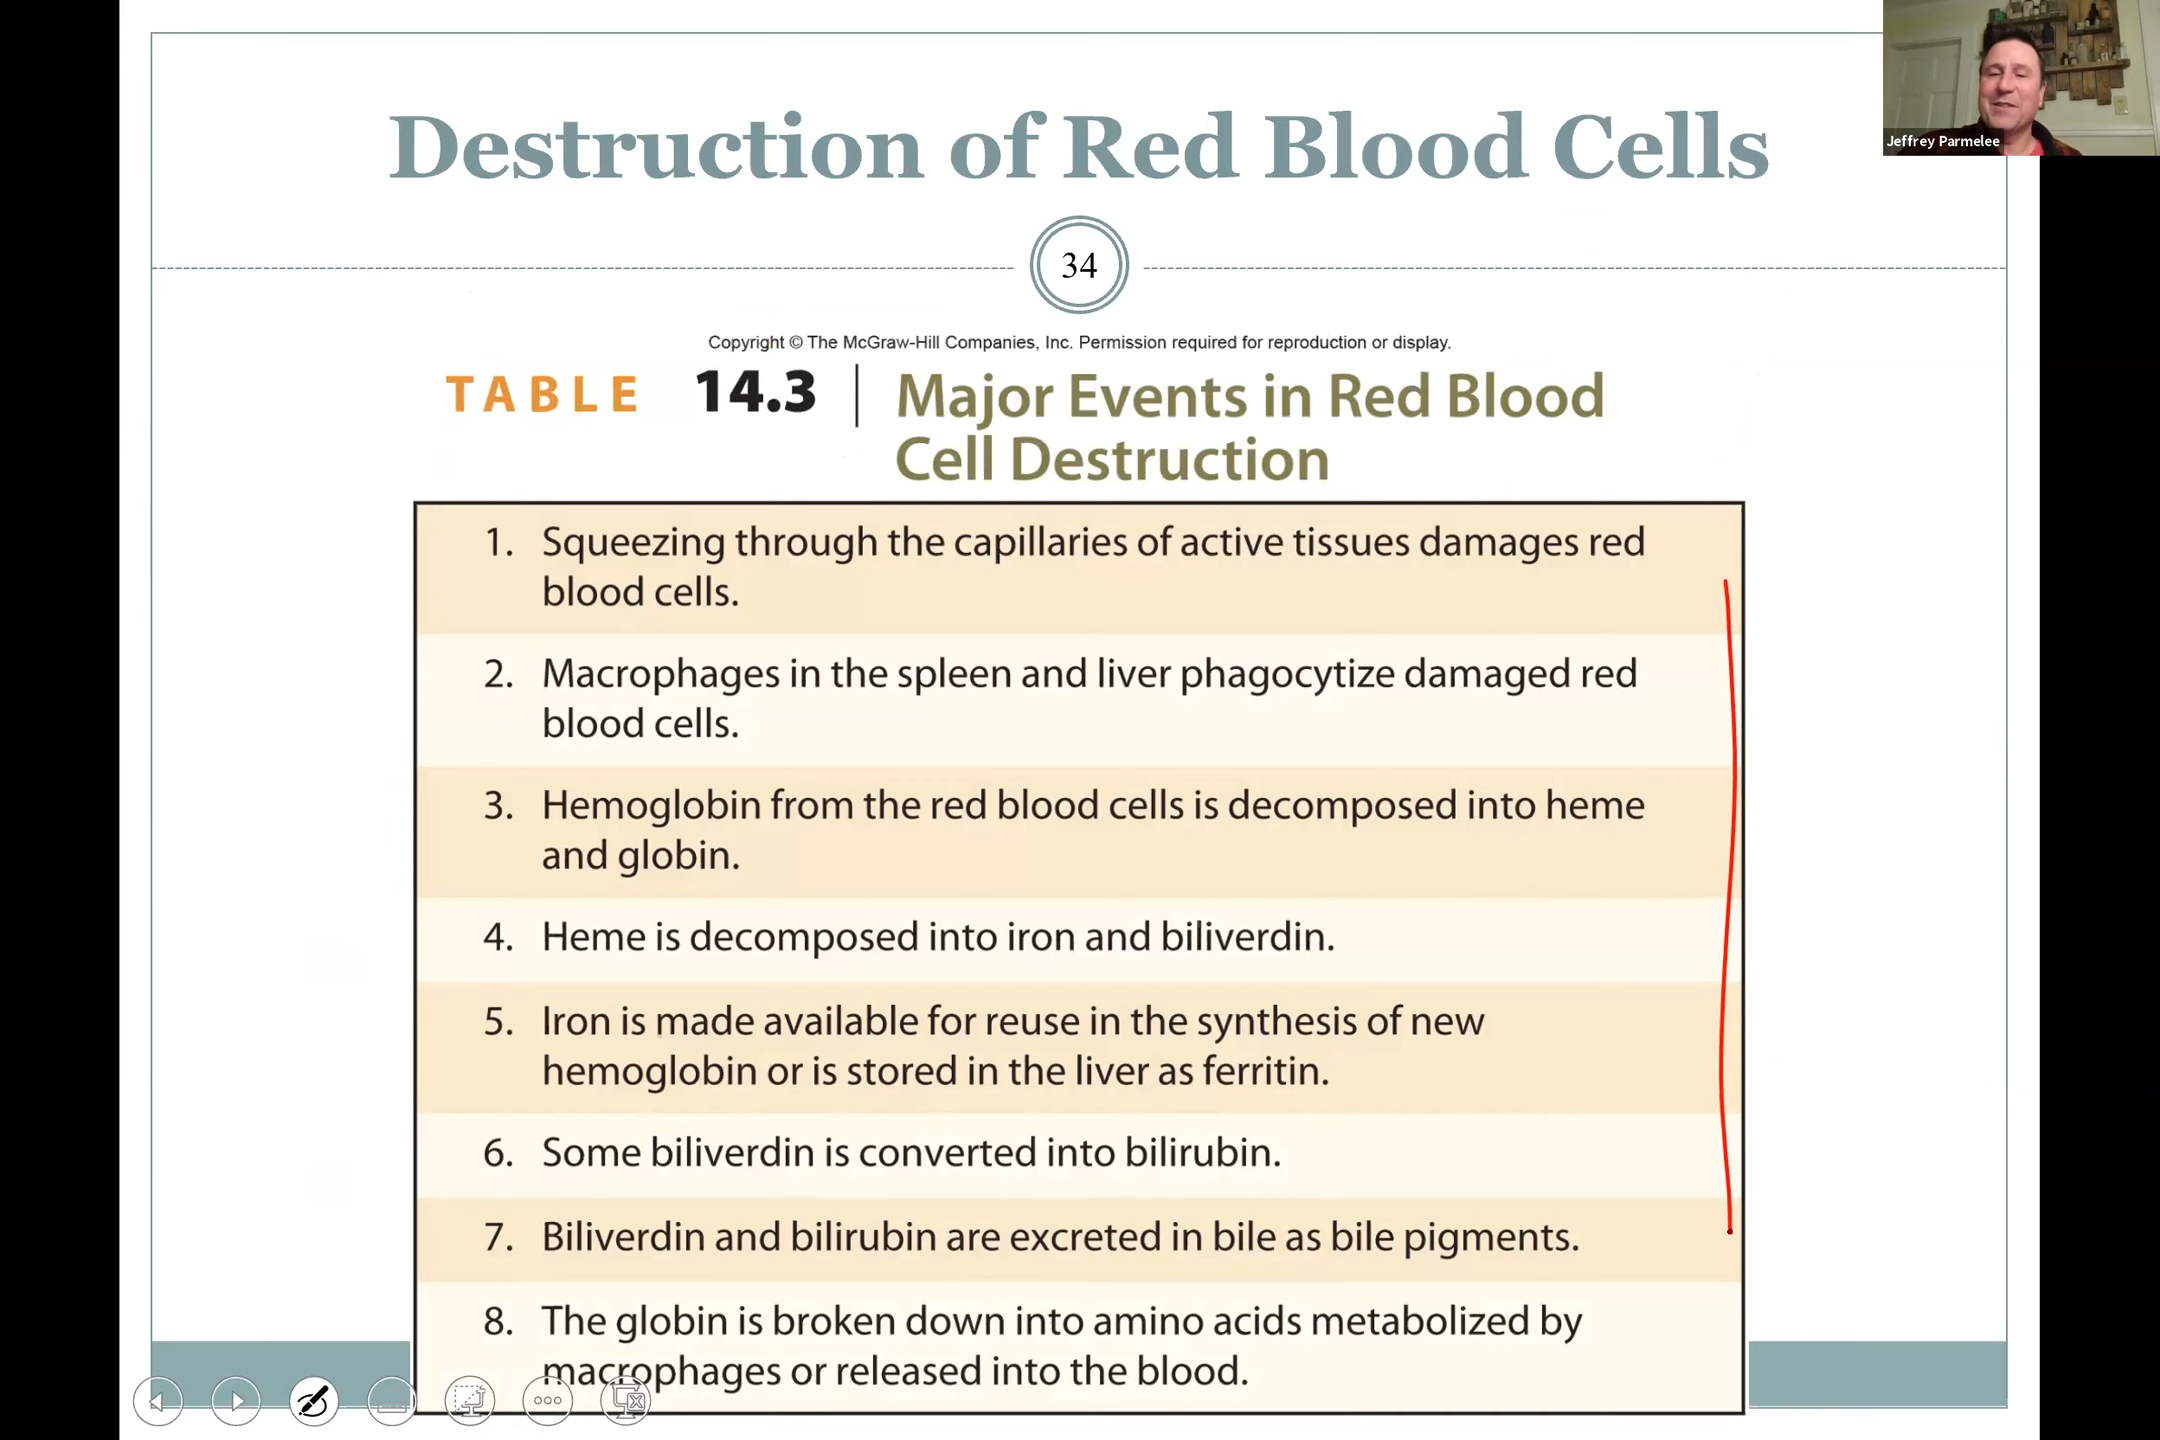 Destruction of Red Blood Cells
Jeffrey Parmelee
34
Copyright © The McGraw-Hill Companies, Inc. Permission required for reproduction or display.
TABLE 14.3 | Major Events in Red Blood
Cell Destruction
1. Squeezing through the capillaries of active tissues damages red
blood cells.
2. Macrophages in the spleen and liver phagocytize damaged red
blood cells.
3. Hemoglobin from the red blood cells is decomposed into heme
and globin.
4. Heme is decomposed into iron and biliverdin.
5. Iron is made available for reuse in the synthesis of new
hemoglobin or is stored in the liver as ferritin.
6. Some biliverdin is converted into bilirubin.
7. Biliverdin and bilirubin are excreted in bile as bile pigments.
8. The globin is broken down into amino acids metabolized by
macrophages or released into the blood.